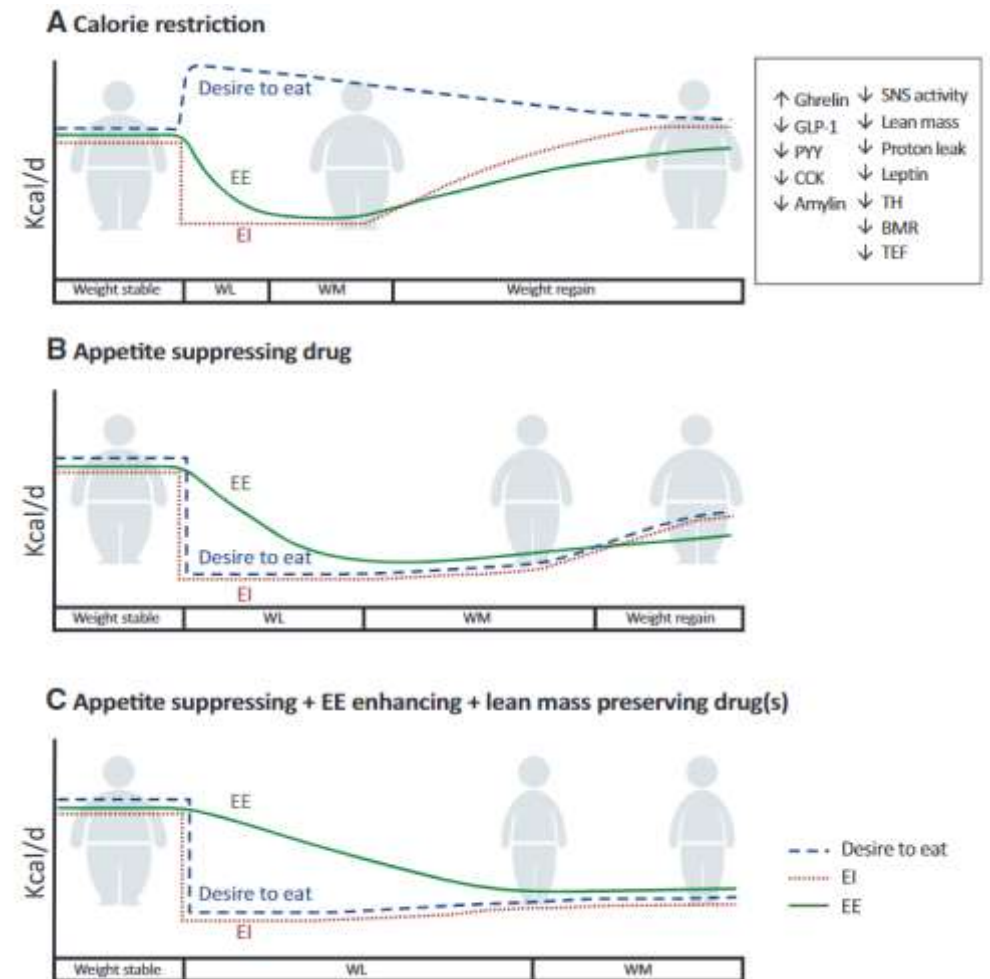 A Calorie restriction
Kcal/d
Desire to eat
EE
EI
Weight stable WL WM Weight regain
↑ Ghrelin ↓ SNS activity
↓ GLP-1 ↓ Lean mass
↓ PYY ↓ Proton leak
↓ CCK ↓ Leptin
↓ Amylin ↓ TH
↓ BMR
↓ TEF
B Appetite suppressing drug
Kcal/d
EE
Desire to eat
EI
Weight stable WL WM Weight regain
C Appetite suppressing + EE enhancing + lean mass preserving drug(s)
Kcal/d
EE
Desire to eat
EI
Weight stable WL WM
Desire to eat
EI
EE